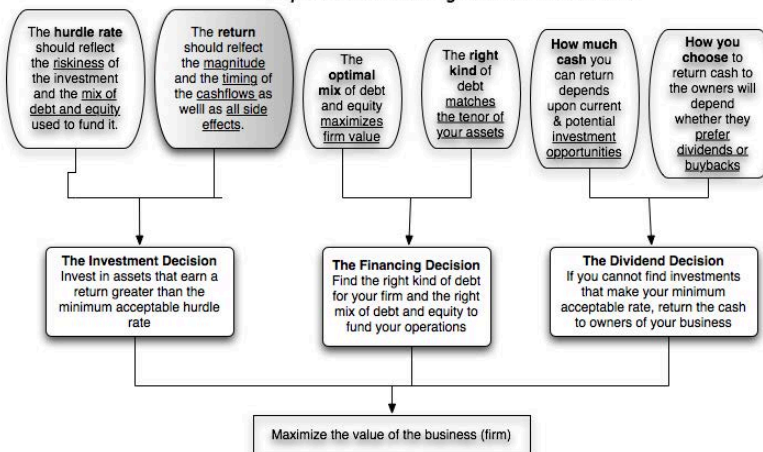 The hurdle rate
should reflect
the riskiness of
the investment
and the mix of
debt and equity
used to fund it.
The return
should relfect
the magnitude
and the timing of
the cashflows as
well as all side
effects.
The
optimal
mix of debt
and equity
maximizes
firm value
The right
kind of
debt
matches
the tenor of
your assets
How much
cash you
can return
depends
upon current
& potential
investment
opportunities
How you
choose to
return cash to
the owners will
depend
whether they
prefer
dividends or
buybacks
The Investment Decision
Invest in assets that earn a
return greater than the
minimum acceptable hurdle
rate
The Financing Decision
Find the right kind of debt
for your firm and the right
mix of debt and equity to
fund your operations
The Dividend Decision
If you cannot find investments
that make your minimum
acceptable rate, return the cash
to owners of your business
Maximize the value of the business (firm)